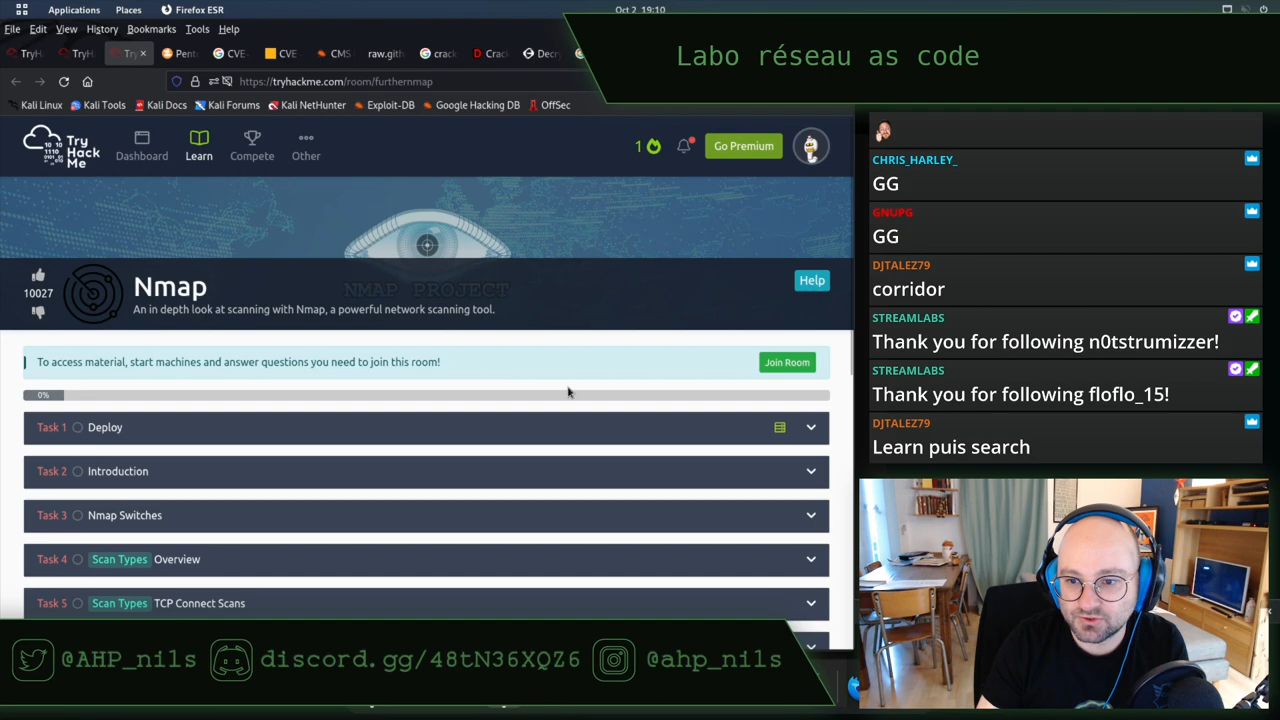 Applications Places Firefox ESR Oct 2 19:10
Labo réseau as code
File Edit View History Bookmarks Tools Help
TryH Try Pent CVE- CVE CMS raw.gith crack Crac Decry
https://tryhackme.com/room/furthernmap
Kali Linux Kali Tools Kali Docs Kali Forums Kali NetHunter Exploit-DB Google Hacking DB OffSec
Try
Hack
Me
Dashboard Learn Compete Other
1 Go Premium
NMAP PROJECT
10027
Nmap
An in depth look at scanning with Nmap, a powerful network scanning tool.
Help
To access material, start machines and answer questions you need to join this room!
Join Room
0%
Task 1 Deploy
Task 2 Introduction
Task 3 Nmap Switches
Task 4 Scan Types Overview
Task 5 Scan Types TCP Connect Scans
CHRIS_HARLEY_
GG
GNUPG
GG
DJTALEZ79
corridor
STREAMLABS
Thank you for following n0tstrumizzer!
STREAMLABS
Thank you for following floflo_15!
DJTALEZ79
Learn puis search
@AHP_nils discord.gg/48tN36XQZ6 @ahp_nils